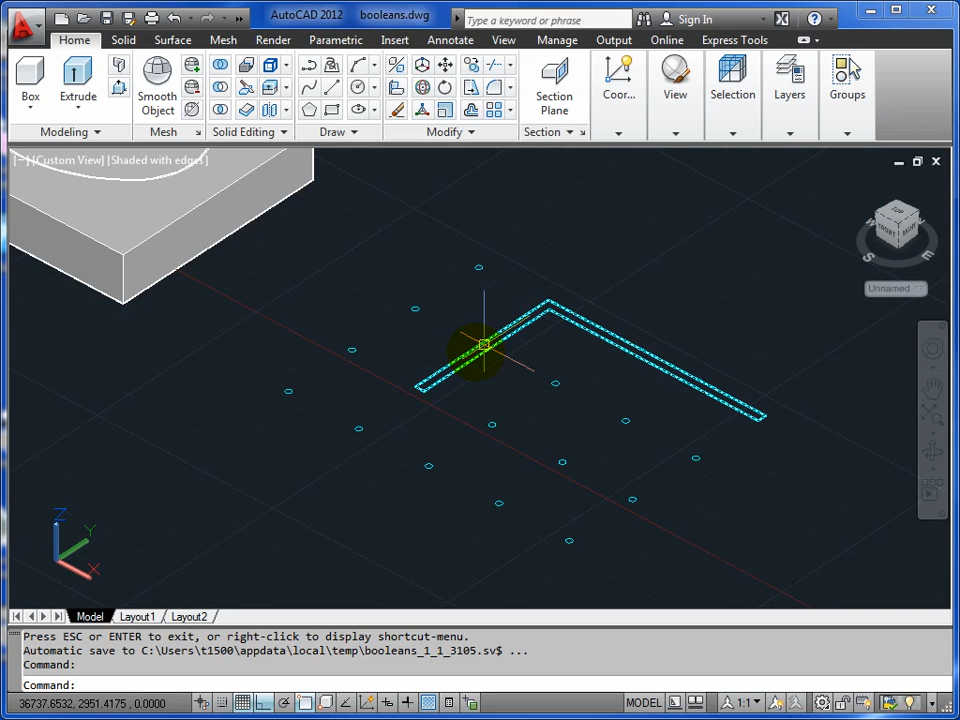 AutoCAD 2012 booleans.dwg
Type a keyword or phrase
Sign In
Home Solid Surface Mesh Render Parametric Insert Annotate View Manage Output Online Express Tools
Box
Extrude
Smooth Object
Section Plane
Coor...
View
Selection
Layers
Groups
Modeling Mesh Solid Editing Draw Modify Section
[−] [Custom View] [Shaded with edges]
TOP
FRONT
RIGHT
W
S
E
Unnamed
Z
Y
X
Model Layout1 Layout2
Press ESC or ENTER to exit, or right-click to display shortcut-menu.
Automatic save to C:\Users\t1500\appdata\local\temp\booleans_1_1_3105.sv$ ...
Command:
Command:
36737.6532, 2951.4175, 0.0000
MODEL
1:1